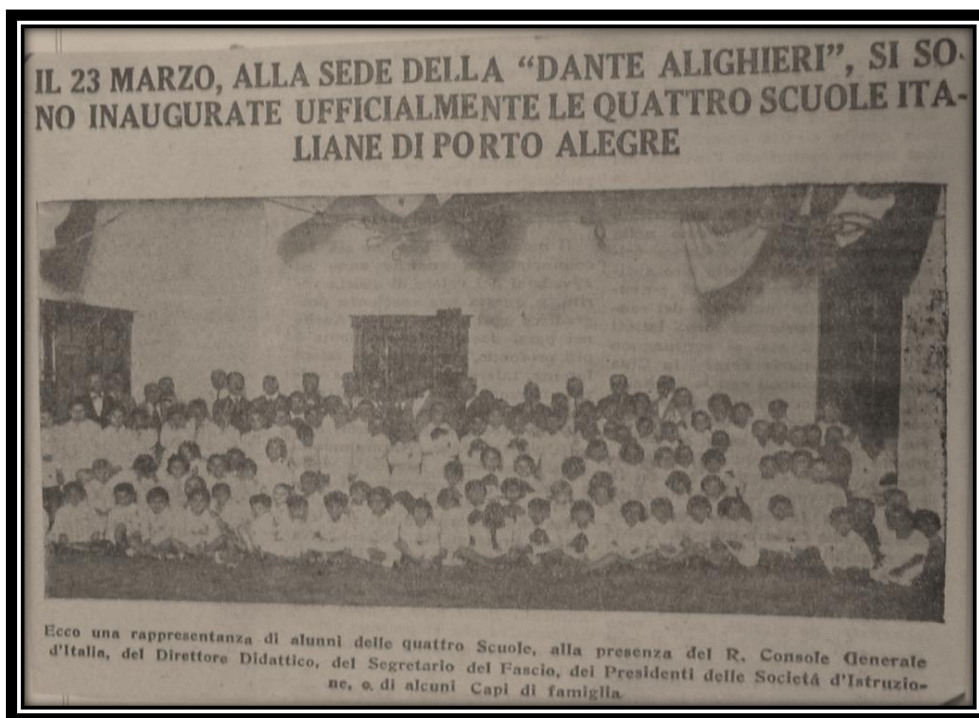 IL 23 MARZO, ALLA SEDE DELLA “DANTE ALIGHIERI”, SI SO-
NO INAUGURATE UFFICIALMENTE LE QUATTRO SCUOLE ITA-
LIANE DI PORTO ALEGRE
Ecco una rappresentanza di alunni delle quattro Scuole, alla presenza del R. Console Generale
d'Italia, del Direttore Didattico, del Segretario del Fascio, dei Presidenti delle Societá d'Istruzio-
ne, e di alcuni Capi di famiglia